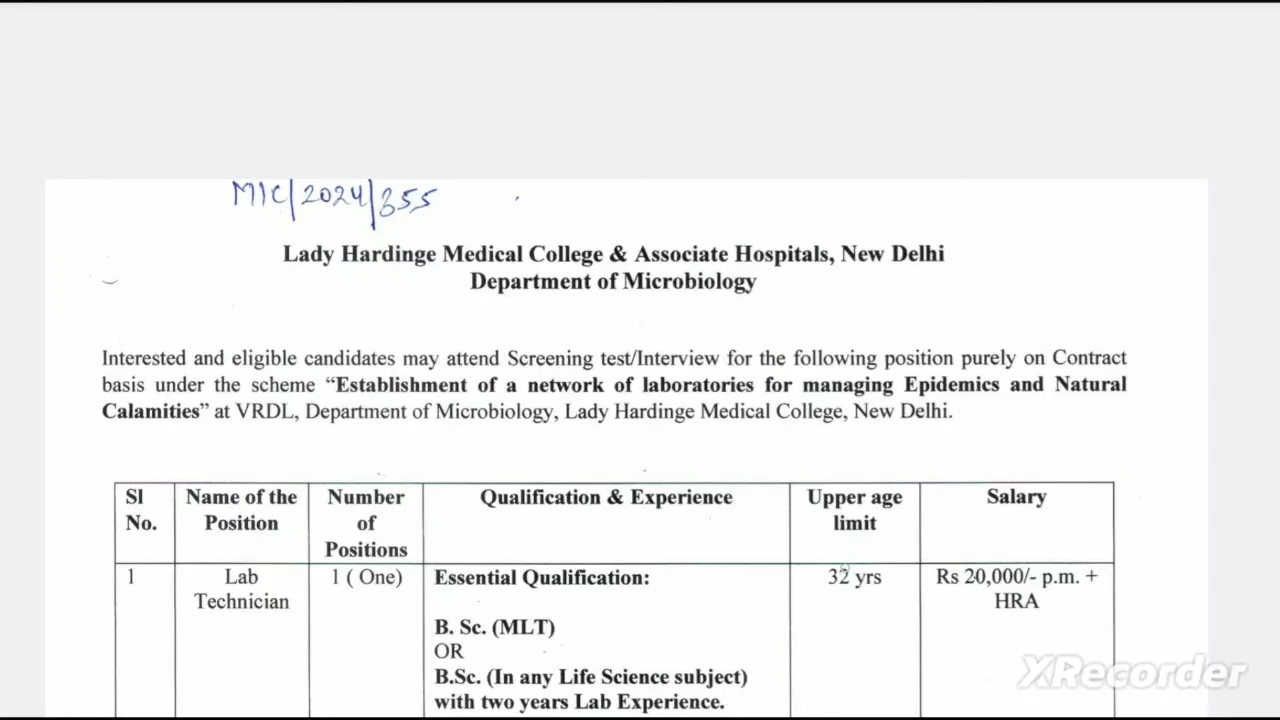 MIC/2024/355
Lady Hardinge Medical College & Associate Hospitals, New Delhi
Department of Microbiology
Interested and eligible candidates may attend Screening test/Interview for the following position purely on Contract
basis under the scheme “Establishment of a network of laboratories for managing Epidemics and Natural
Calamities” at VRDL, Department of Microbiology, Lady Hardinge Medical College, New Delhi.
Sl No.
Name of the Position
Number of Positions
Qualification & Experience
Upper age limit
Salary
1
Lab Technician
1 ( One)
Essential Qualification:
B. Sc. (MLT)
OR
B.Sc. (In any Life Science subject)
with two years Lab Experience.
32 yrs
Rs 20,000/- p.m. +
HRA
XRecorder